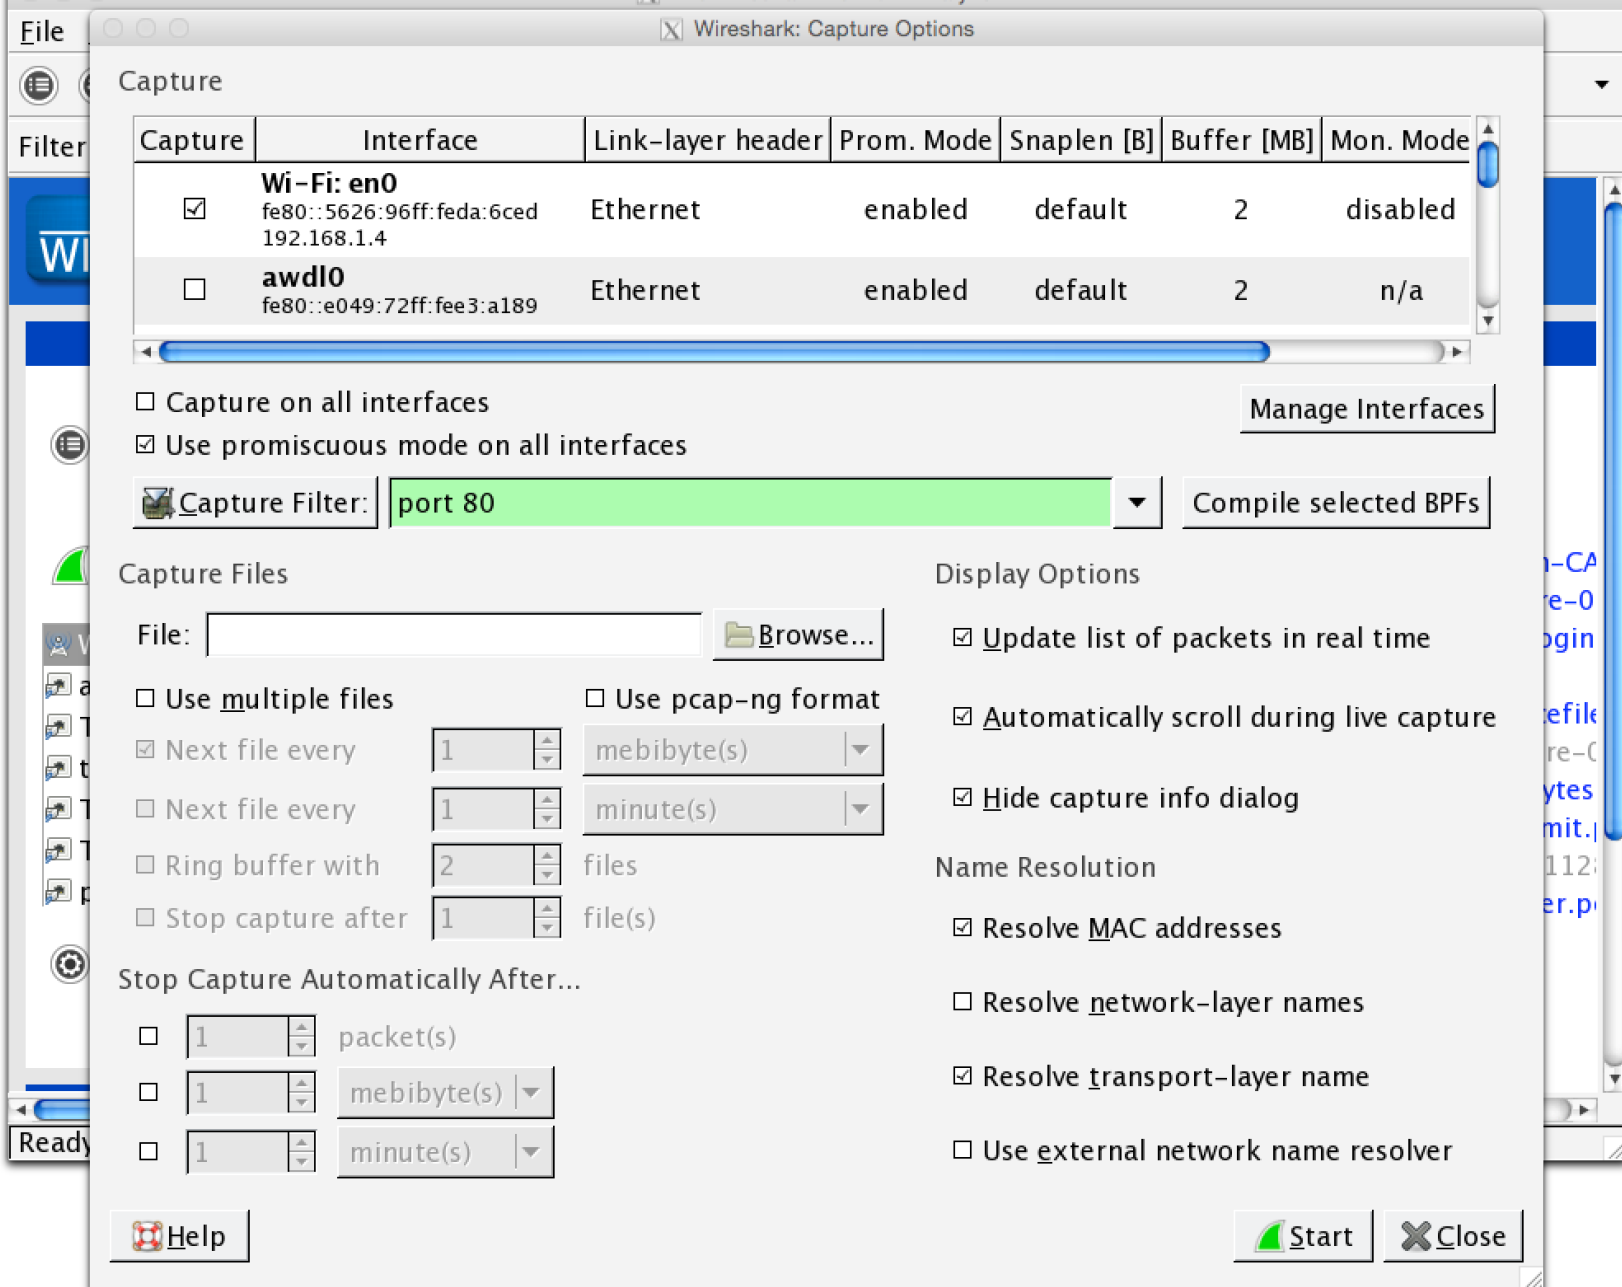 Wireshark: Capture Options
File
Capture
Filter
Capture Interface Link-layer header Prom. Mode Snaplen [B] Buffer [MB] Mon. Mode
Wi-Fi: en0
fe80::5626:96ff:feda:6ced
192.168.1.4
Ethernet enabled default 2 disabled
awdl0
fe80::e049:72ff:fee3:a189
Ethernet enabled default 2 n/a
WI
Capture on all interfaces
Manage Interfaces
Use promiscuous mode on all interfaces
Capture Filter: port 80 Compile selected BPFs
Capture Files
File: Browse...
Use multiple files Use pcap-ng format
Next file every 1 mebibyte(s)
Next file every 1 minute(s)
Ring buffer with 2 files
Stop capture after 1 file(s)
Stop Capture Automatically After...
1 packet(s)
1 mebibyte(s)
1 minute(s)
Display Options
Update list of packets in real time
Automatically scroll during live capture
Hide capture info dialog
Name Resolution
Resolve MAC addresses
Resolve network-layer names
Resolve transport-layer name
Use external network name resolver
Ready
Help Start Close